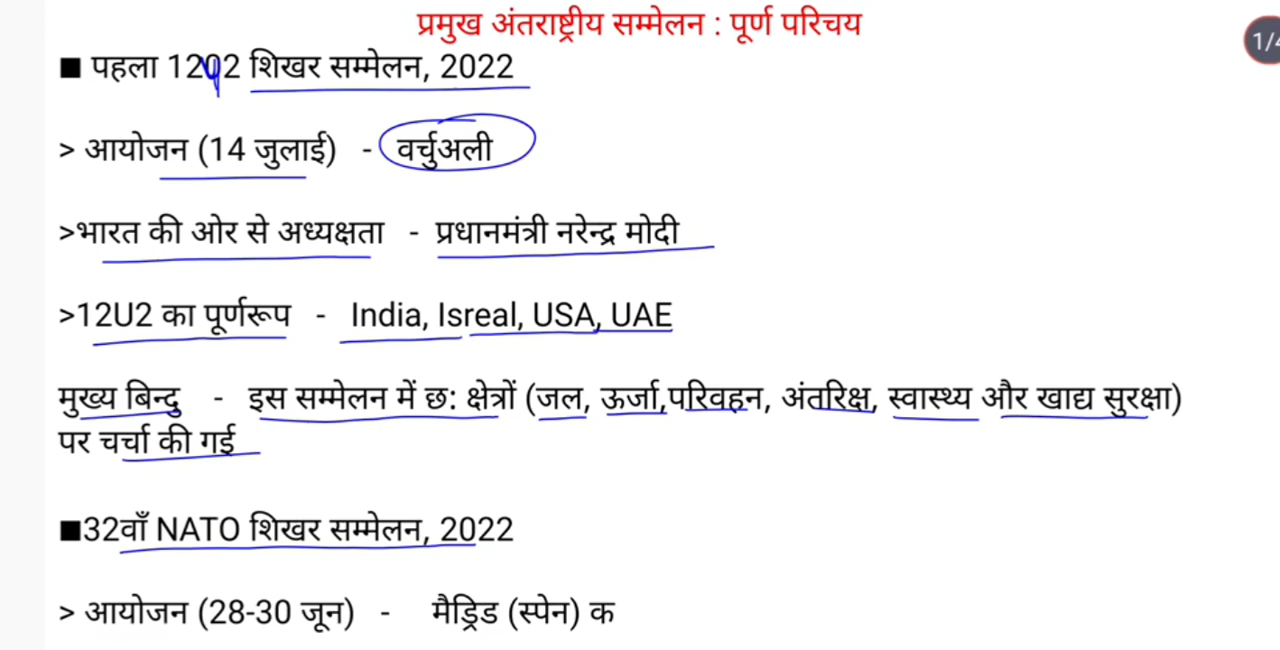 प्रमुख अंतराष्ट्रीय सम्मेलन : पूर्ण परिचय
1/4
■ पहला 12U2 शिखर सम्मेलन, 2022
> आयोजन (14 जुलाई) - वर्चुअली
>भारत की ओर से अध्यक्षता - प्रधानमंत्री नरेन्द्र मोदी
>12U2 का पूर्णरूप - India, Isreal, USA, UAE
मुख्य बिन्दु - इस सम्मेलन में छ: क्षेत्रों (जल, ऊर्जा,परिवहन, अंतरिक्ष, स्वास्थ्य और खाद्य सुरक्षा)
पर चर्चा की गई
■32वाँ NATO शिखर सम्मेलन, 2022
> आयोजन (28-30 जून) - मैड्रिड (स्पेन) क